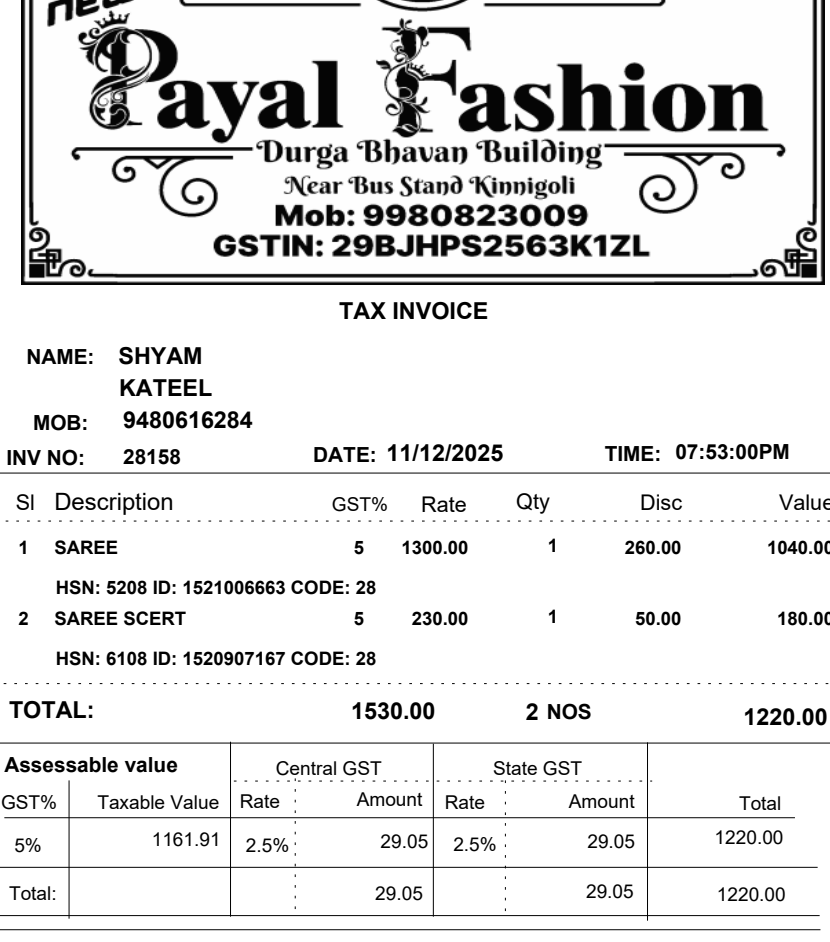 new
Payal Fashion
Durga Bhavan Building
Near Bus Stand Kinnigoli
Mob: 9980823009
GSTIN: 29BJHPS2563K1ZL
TAX INVOICE
NAME: SHYAM
KATEEL
MOB: 9480616284
INV NO: 28158 DATE: 11/12/2025 TIME: 07:53:00PM
Sl Description GST% Rate Qty Disc Value
1 SAREE 5 1300.00 1 260.00 1040.00
HSN: 5208 ID: 1521006663 CODE: 28
2 SAREE SCERT 5 230.00 1 50.00 180.00
HSN: 6108 ID: 1520907167 CODE: 28
TOTAL: 1530.00 2 NOS 1220.00
Assessable value Central GST State GST
GST% Taxable Value Rate Amount Rate Amount Total
5% 1161.91 2.5% 29.05 2.5% 29.05 1220.00
Total: 29.05 29.05 1220.00